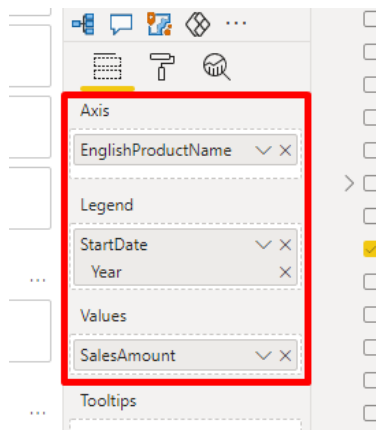 Axis
EnglishProductName
Legend
StartDate
Year
Values
SalesAmount
Tooltips